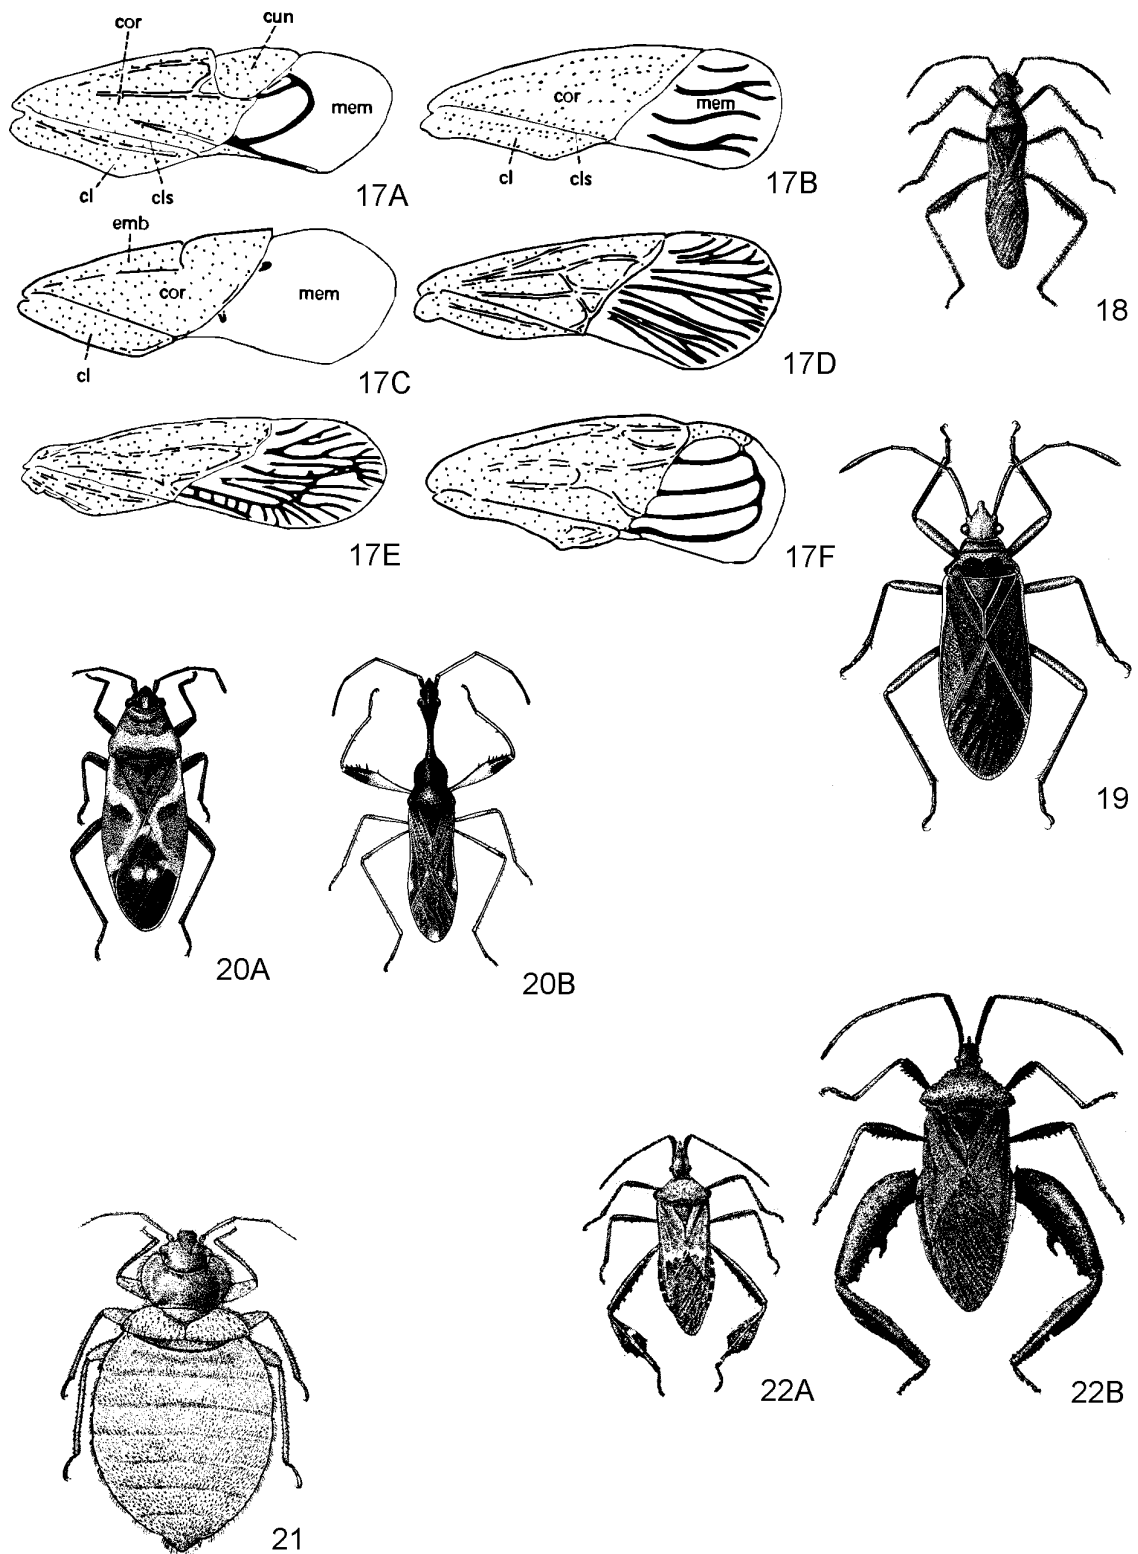 cor cun
mem
cl cls
17A
cor mem
cl cls
17B
18
emb
cor mem
cl
17C
17D
17E
17F
19
20A
20B
21
22A
22B